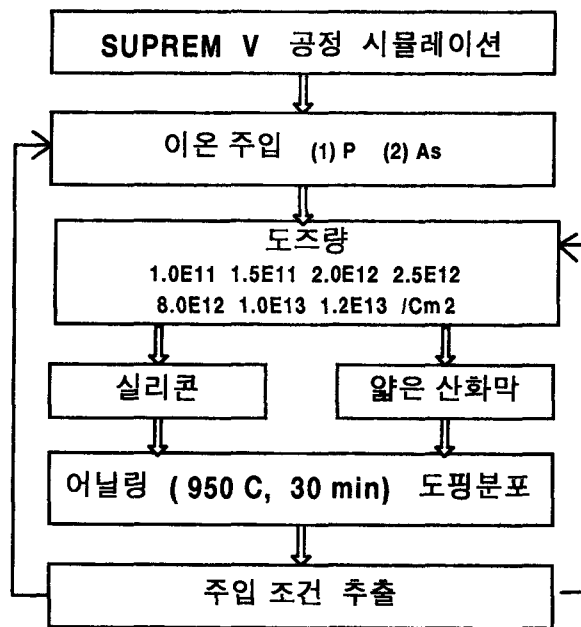 SUPREM V 공정 시뮬레이션
이온 주입 (1) P (2) As
도즈량
1.0E11 1.5E11 2.0E12 2.5E12
8.0E12 1.0E13 1.2E13 /Cm2
실리콘
얇은 산화막
어닐링 ( 950 C, 30 min) 도핑분포
주입 조건 추출